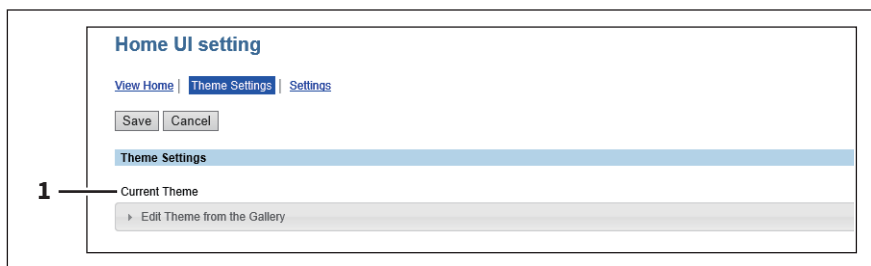 Home UI setting
View Home | Theme Settings | Settings
Save Cancel
Theme Settings
1 Current Theme
Edit Theme from the Gallery